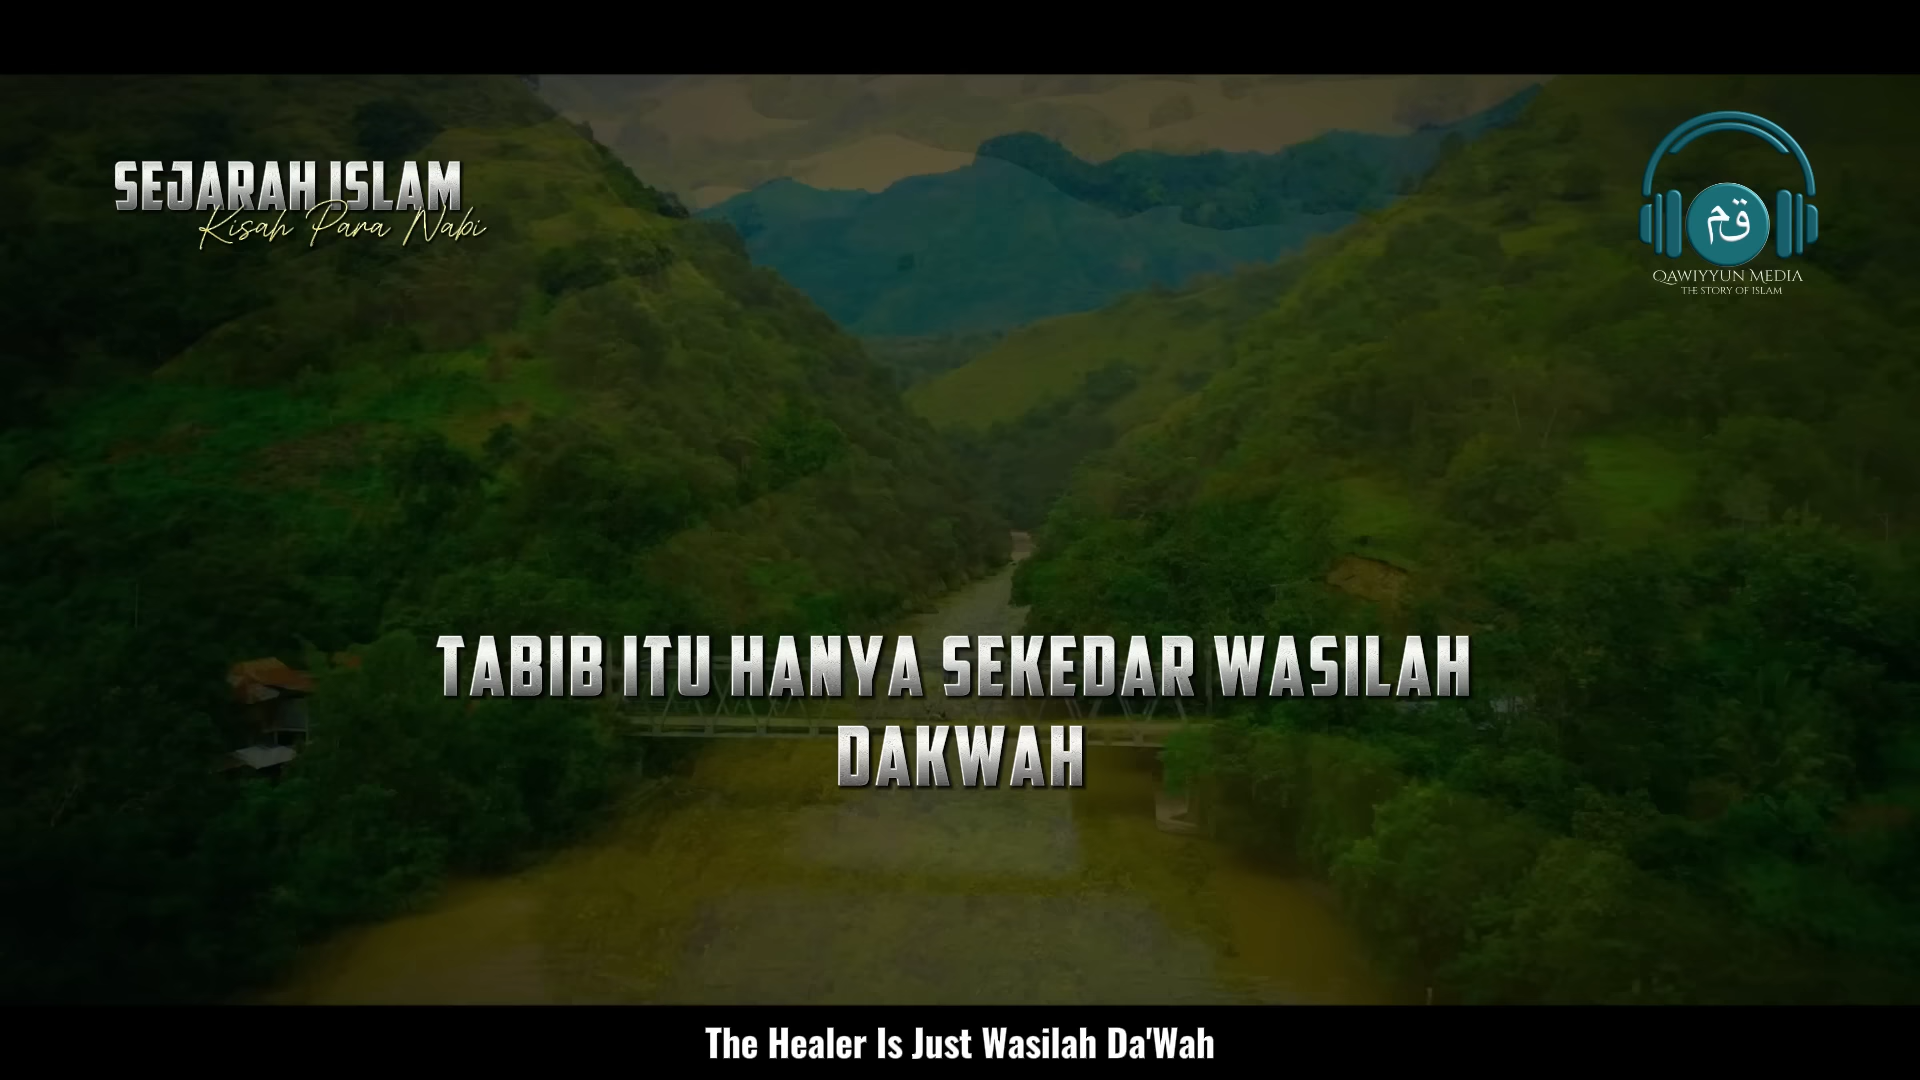 SEJARAH ISLAM
Kisah Para Nabi
قم
QAWIYYUN MEDIA
THE STORY OF ISLAM
TABIB ITU HANYA SEKEDAR WASILAH
DAKWAH
The Healer Is Just Wasilah Da'Wah